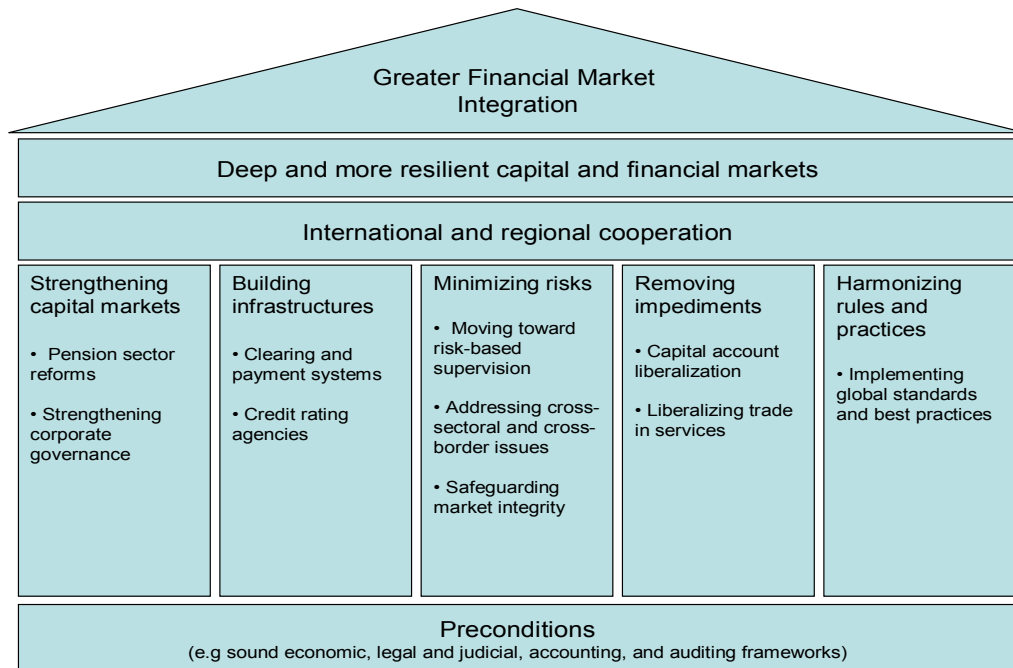 Greater Financial Market
Integration
Deep and more resilient capital and financial markets
International and regional cooperation
Strengthening
capital markets
• Pension sector
reforms
• Strengthening
corporate
governance
Building
infrastructures
• Clearing and
payment systems
• Credit rating
agencies
Minimizing risks
• Moving toward
risk-based
supervision
• Addressing cross-
sectoral and cross-
border issues
• Safeguarding
market integrity
Removing
impediments
• Capital account
liberalization
• Liberalizing trade
in services
Harmonizing
rules and
practices
• Implementing
global standards
and best practices
Preconditions
(e.g sound economic, legal and judicial, accounting, and auditing frameworks)